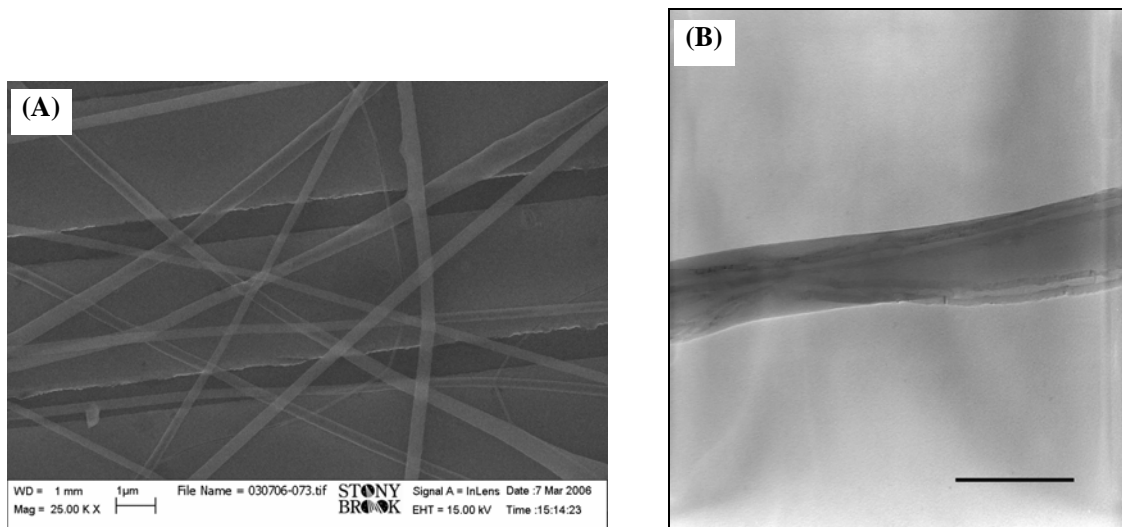 (A)
(B)
WD = 1 mm 1µm File Name = 030706-073.tif STONY Signal A = InLens Date :7 Mar 2006
Mag = 25.00 K X BROOK EHT = 15.00 kV Time :15:14:23